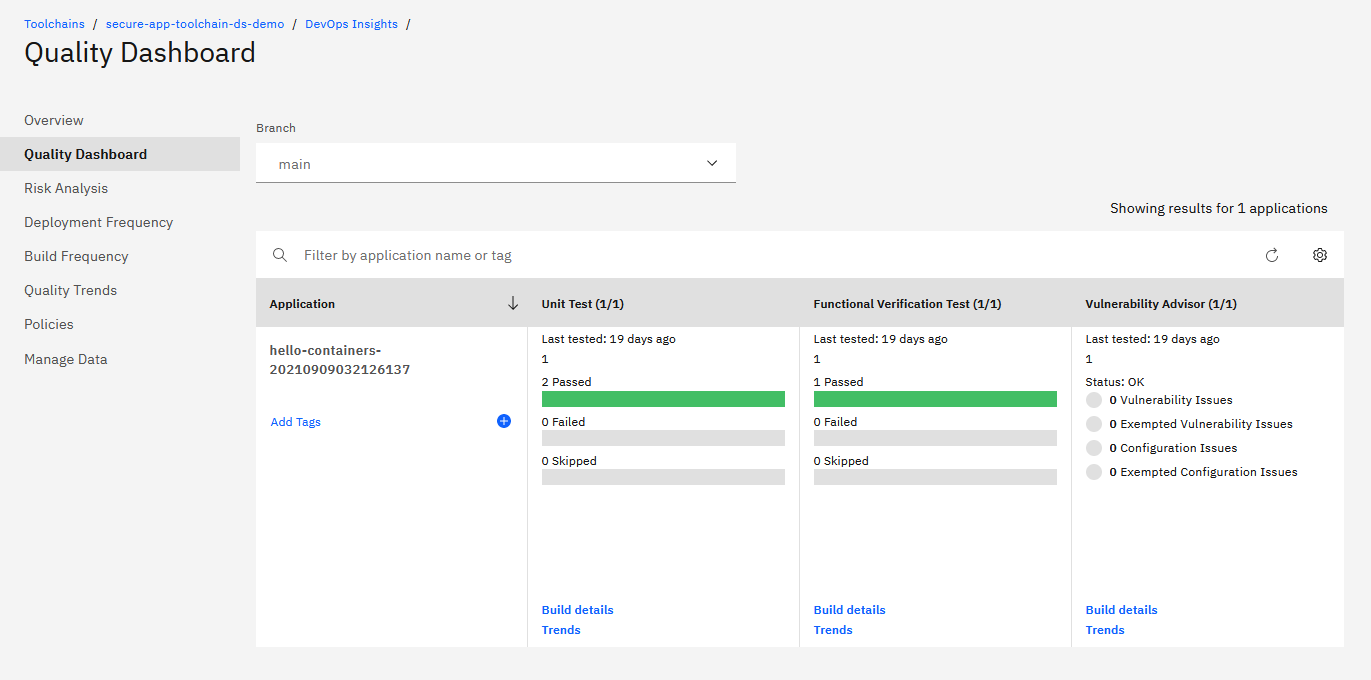 Toolchains / secure-app-toolchain-ds-demo / DevOps Insights /
Quality Dashboard
Overview
Quality Dashboard
Risk Analysis
Deployment Frequency
Build Frequency
Quality Trends
Policies
Manage Data
Branch
main
Showing results for 1 applications
Filter by application name or tag
Application
Unit Test (1/1)
Functional Verification Test (1/1)
Vulnerability Advisor (1/1)
hello-containers-
20210909032126137
Add Tags
Last tested: 19 days ago
1
2 Passed
0 Failed
0 Skipped
Build details
Trends
Last tested: 19 days ago
1
1 Passed
0 Failed
0 Skipped
Build details
Trends
Last tested: 19 days ago
1
Status: OK
0 Vulnerability Issues
0 Exempted Vulnerability Issues
0 Configuration Issues
0 Exempted Configuration Issues
Build details
Trends